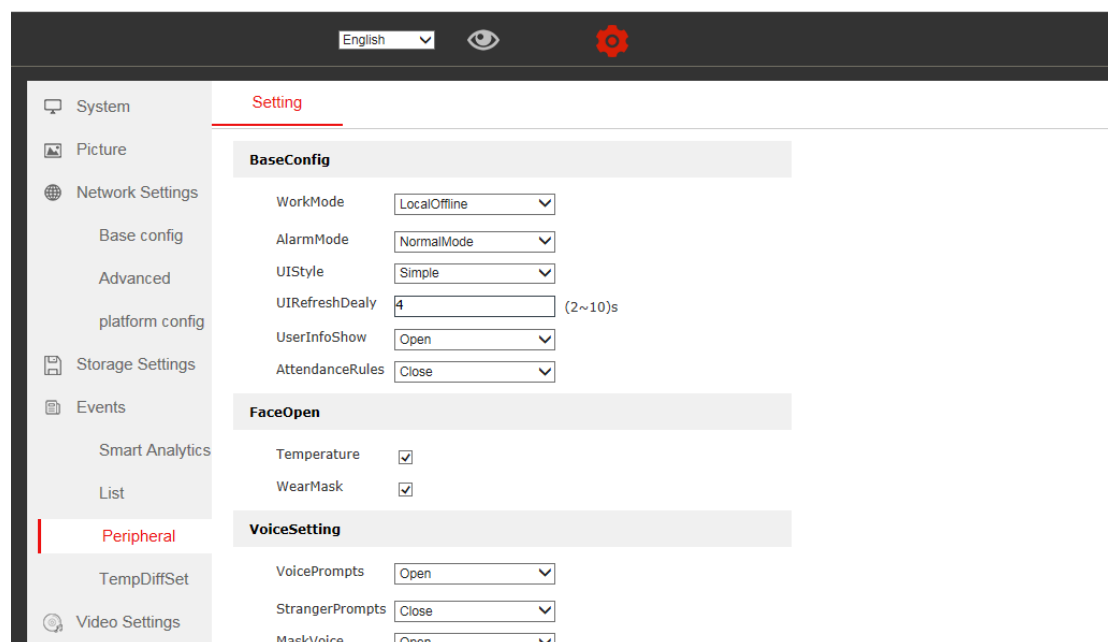 English
System
Picture
Network Settings
Base config
Advanced
platform config
Storage Settings
Events
Smart Analytics
List
Peripheral
TempDiffSet
Video Settings
Setting
BaseConfig
WorkMode LocalOffline
AlarmMode NormalMode
UIStyle Simple
UIRefreshDealy 4 (2~10)s
UserInfoShow Open
AttendanceRules Close
FaceOpen
Temperature
WearMask
VoiceSetting
VoicePrompts Open
StrangerPrompts Close
MaskVoice Open